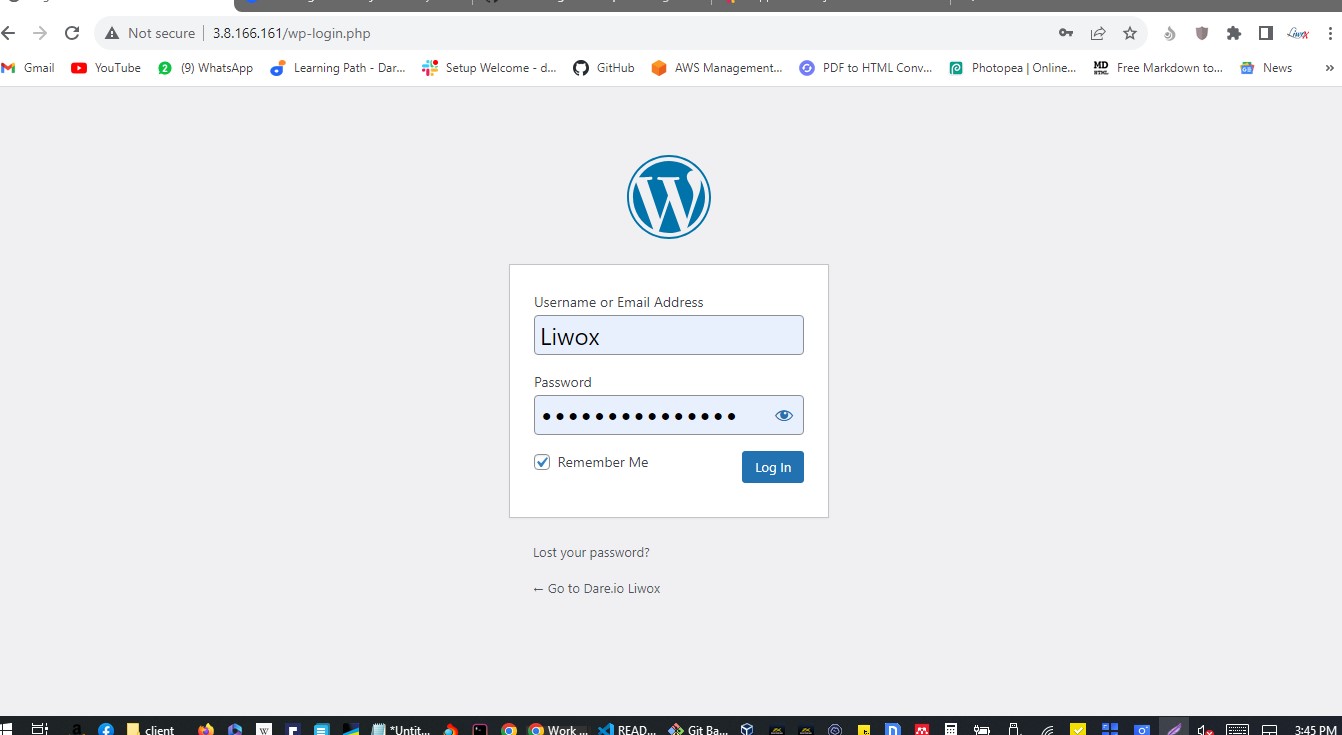 Not secure | 3.8.166.161/wp-login.php
Gmail YouTube 2 (9) WhatsApp Learning Path - Dar... Setup Welcome - d... GitHub AWS Management... PDF to HTML Conv... Photopea | Online... MD HTML Free Markdown to... News »
W
Username or Email Address
Liwox
Password
Remember Me
Log In
Lost your password?
← Go to Dare.io Liwox
client *Untit... Work ... READ... Git Ba... 3:45 PM